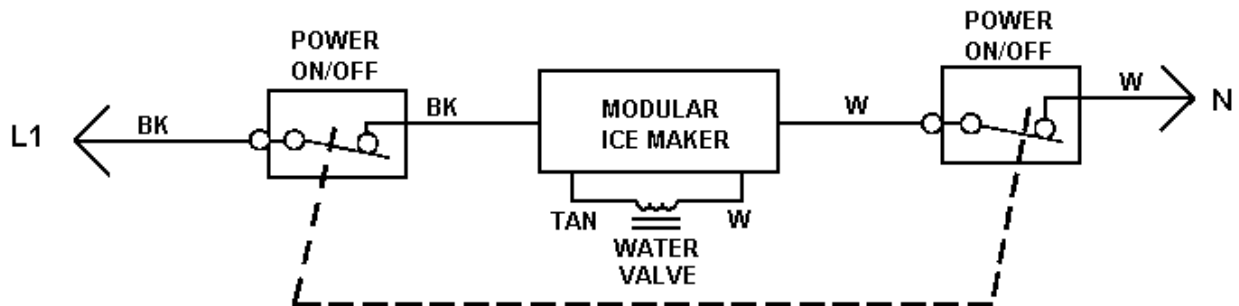 POWER
ON/OFF
POWER
ON/OFF
L1
BK
BK
MODULAR
ICE MAKER
W
W
N
TAN
W
WATER
VALVE